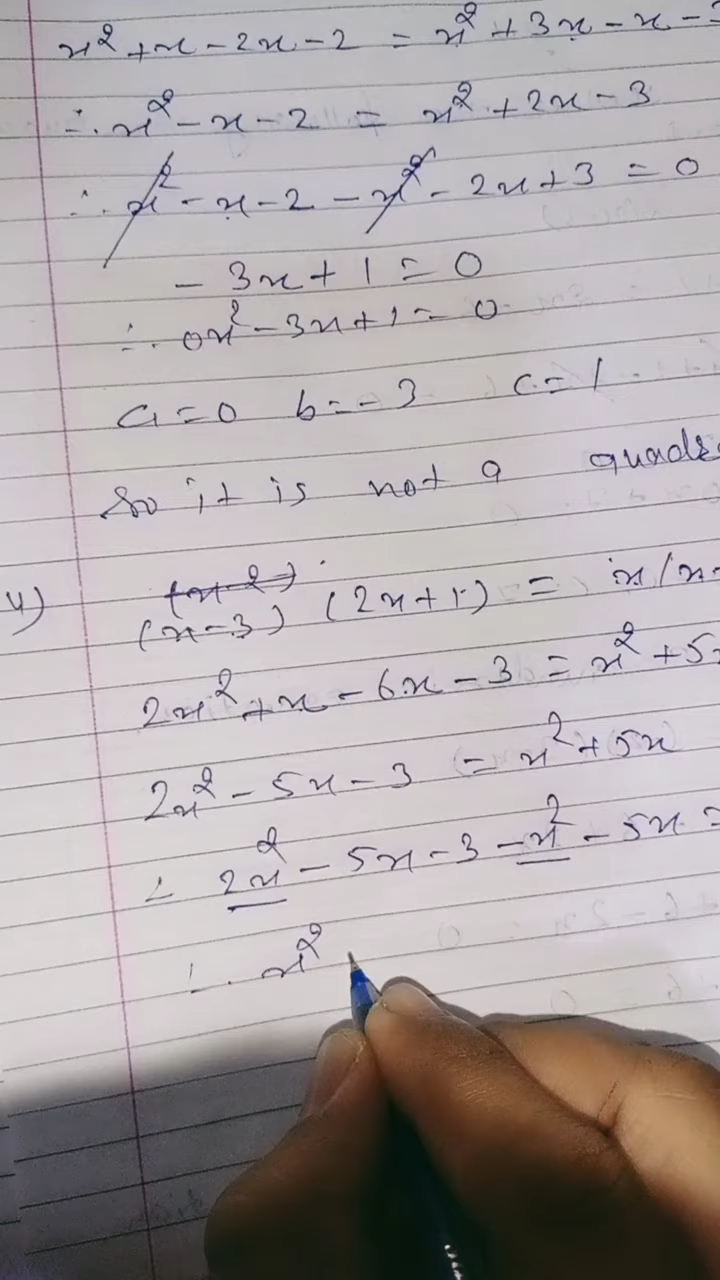 x² + x - 2x - 2 = x² + 3x - x -
∴ x² - x - 2 = x² + 2x - 3
∴ x² - x - 2 - x² - 2x + 3 = 0
- 3x + 1 = 0
∴ 0x² - 3x + 1 = 0
a = 0 b = -3 c = 1
So it is not a
4) (x-2)
(x-3) (2x+1) = x(x+
2x² + x - 6x - 3 = x² + 5x
2x² - 5x - 3 = x² + 5x
∴ 2x² - 5x - 3 - x² - 5x =
∴ x²